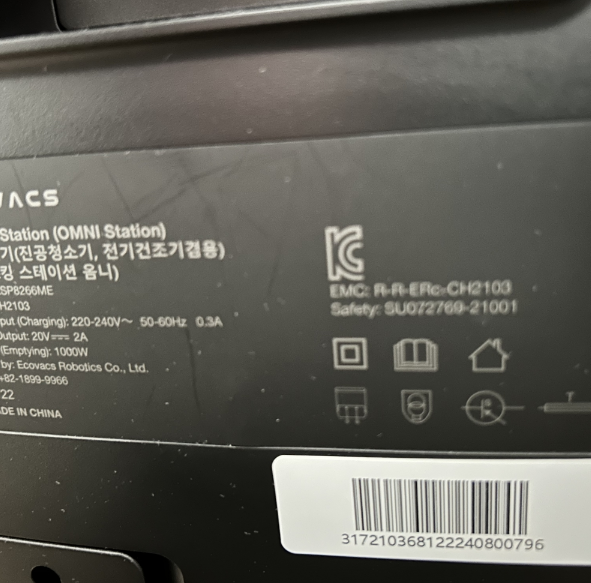 VACS
Station (OMNI Station)
기(진공청소기, 전기건조기겸용)
킹 스테이션 옴니)
SP8266ME
H2103
put (Charging): 220-240V~ 50-60Hz 0.3A
Output: 20V⎓ 2A
(Emptying): 1000W
by: Ecovacs Robotics Co., Ltd.
+82-1899-9966
22
ADE IN CHINA
EMC: R-R-ERc-CH2103
Safety: SU072769-21001
317210368122240800796